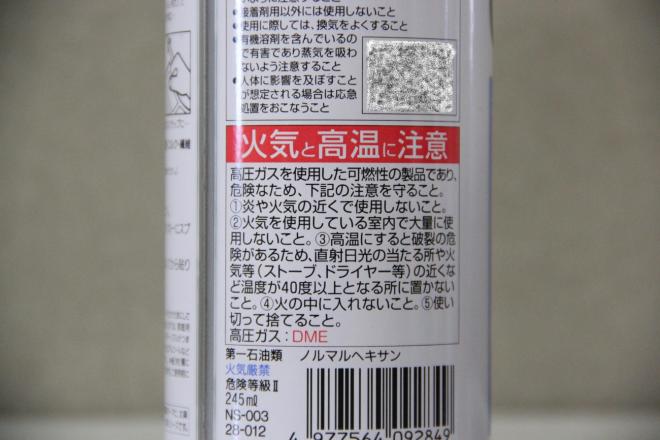 ●接着剤用以外には使用しないこと
●使用に際しては、換気をよくすること
●有機溶剤を含んでいるの
で有害であり蒸気を吸わ
ないよう注意すること
●人体に影響を及ぼすこと
が想定される場合は応急
処置をおこなうこと
火気と高温に注意
高圧ガスを使用した可燃性の製品であり、
危険なため、下記の注意を守ること。
①炎や火気の近くで使用しないこと。
②火気を使用している室内で大量に使
用しないこと。③高温にすると破裂の危
険があるため、直射日光の当たる所や火
気等(ストーブ、ドライヤー等)の近くな
ど温度が40度以上となる所に置かない
こと。④火の中に入れないこと。⑤使い
切って捨てること。
高圧ガス:DME
第一石油類 ノルマルヘキサン
火気厳禁
危険等級Ⅱ
245㎖
NS-003
28-012
4 977564 092849